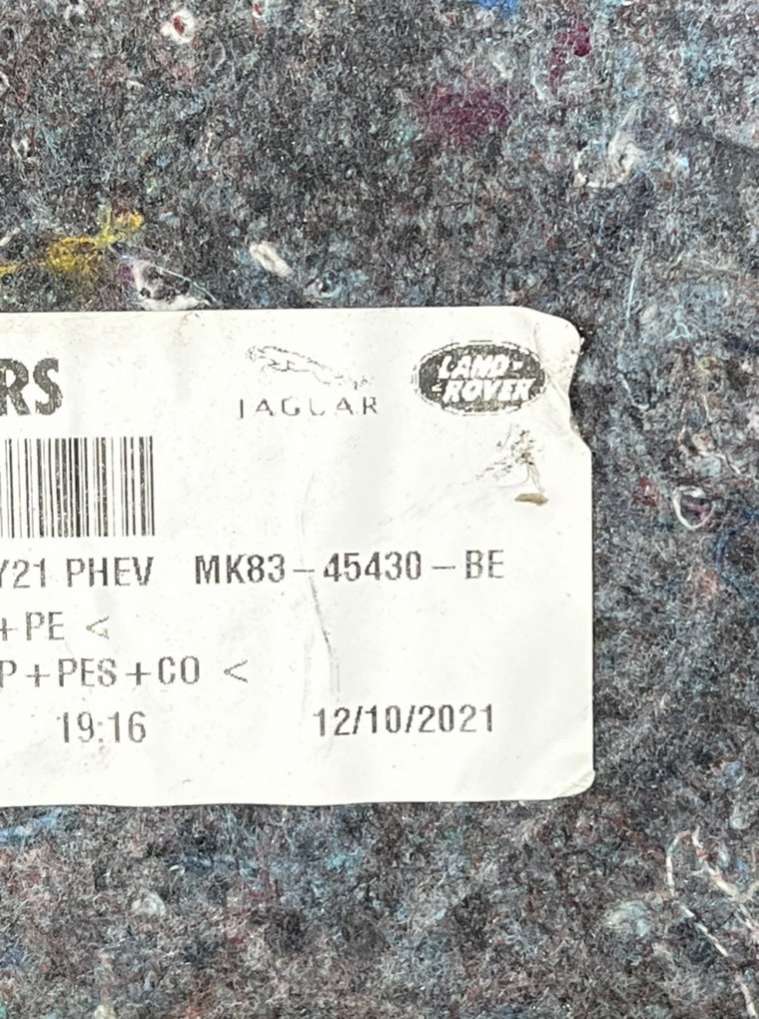 RS
JAGUAR
LAND
ROVER
Y21 PHEV MK83-45430-BE
+PE <
P+PES+CO <
19:16 12/10/2021